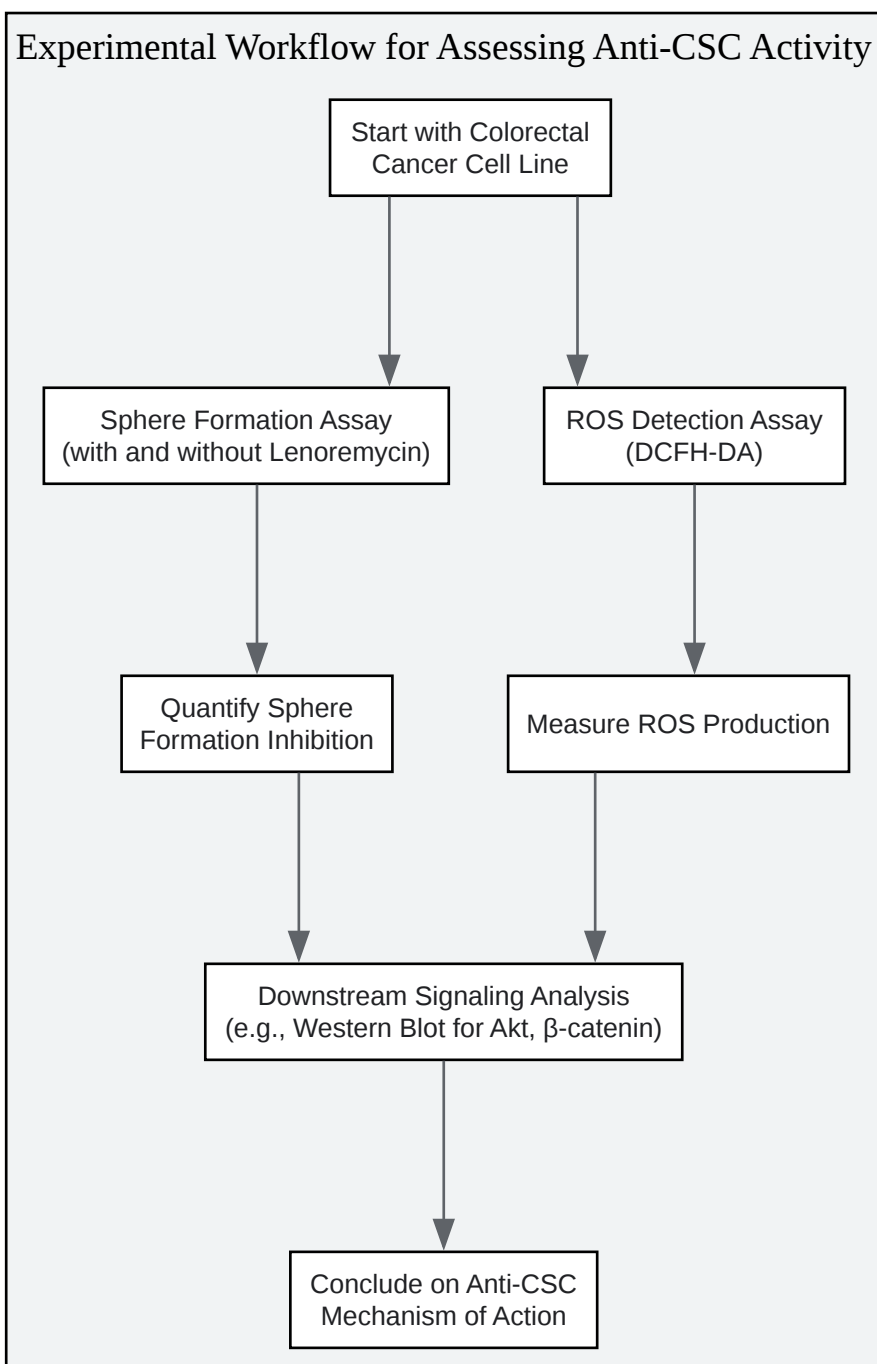 Experimental Workflow for Assessing Anti-CSC Activity
Start with Colorectal
Cancer Cell Line
Sphere Formation Assay
(with and without Lenoremycin)
ROS Detection Assay
(DCFH-DA)
Quantify Sphere
Formation Inhibition
Measure ROS Production
Downstream Signaling Analysis
(e.g., Western Blot for Akt, β-catenin)
Conclude on Anti-CSC
Mechanism of Action